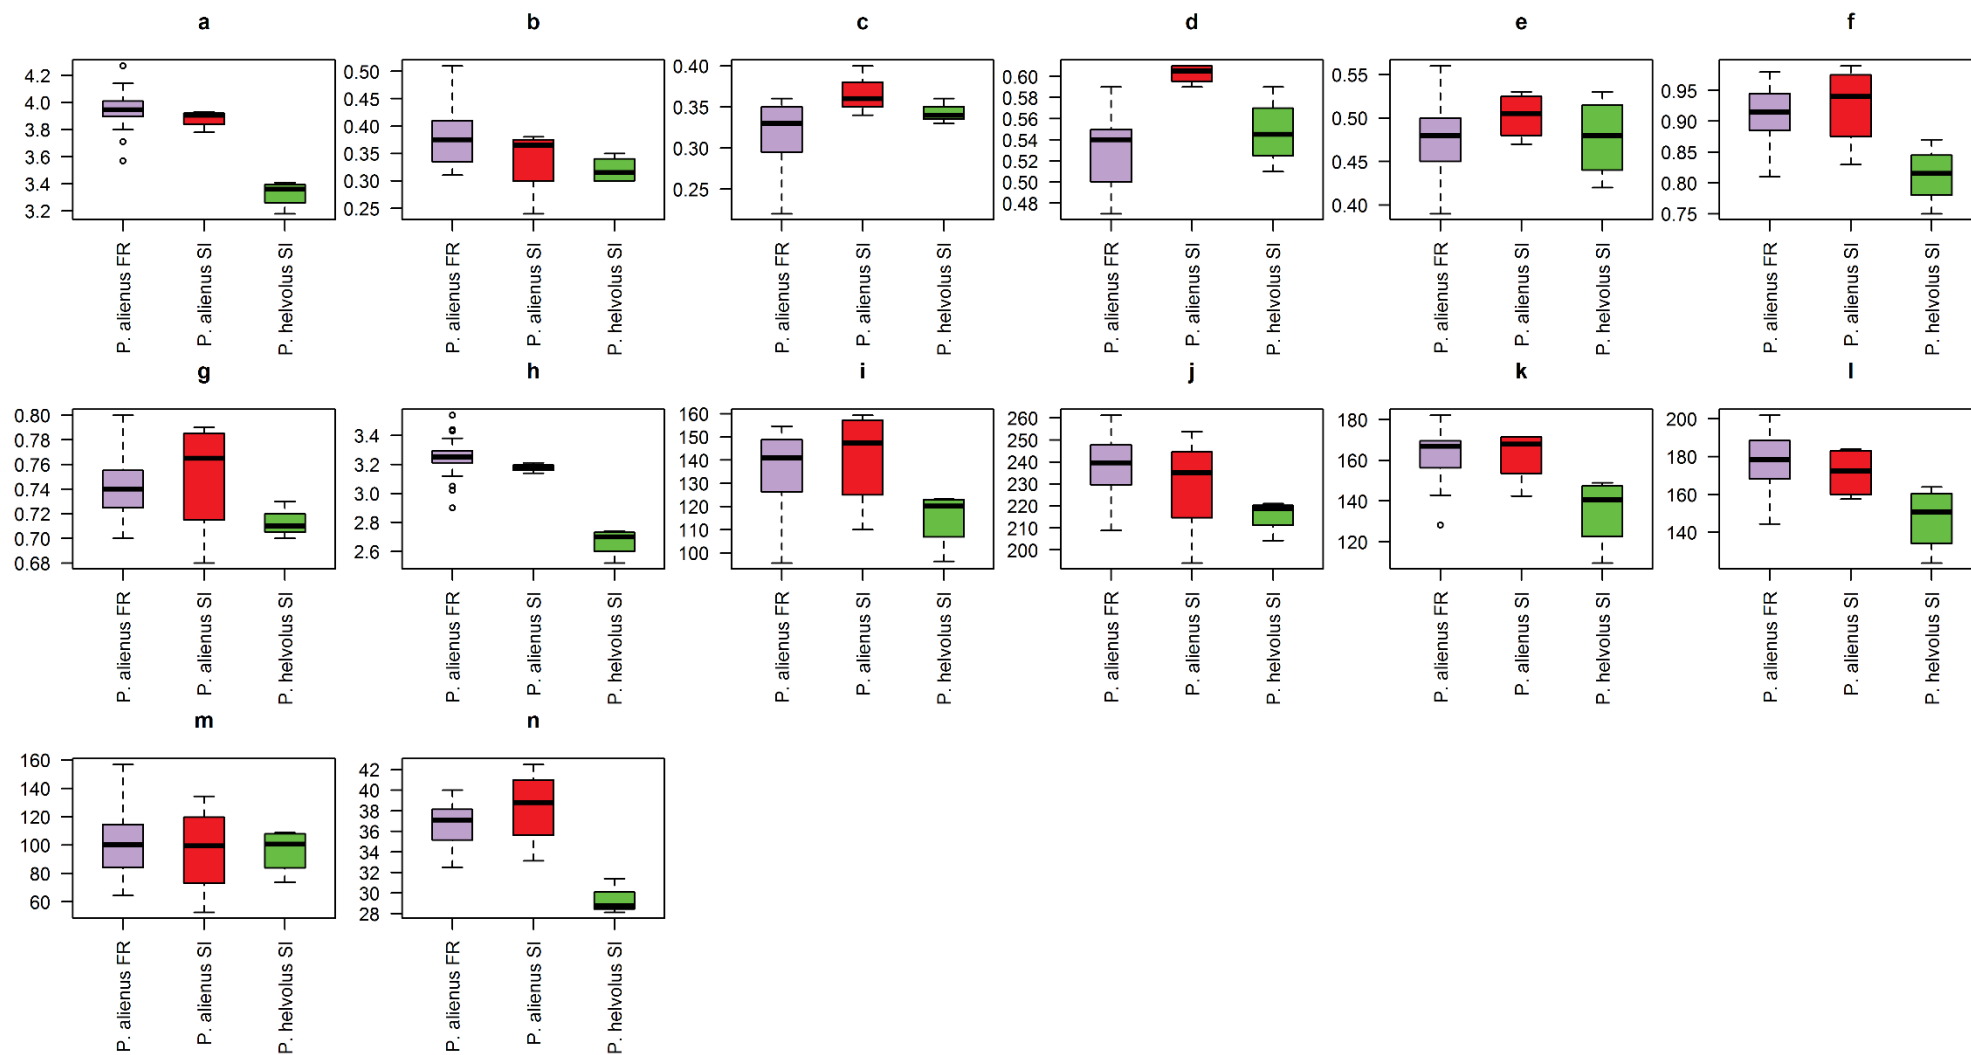 a b c d e f
4.2 4.0 3.8 3.6 3.4 3.2
0.50 0.45 0.40 0.35 0.30 0.25
0.40 0.35 0.30 0.25
0.60 0.58 0.56 0.54 0.52 0.50 0.48
0.55 0.50 0.45 0.40
0.95 0.90 0.85 0.80 0.75
P. alienus FR P. alienus SI P. helvolus SI
P. alienus FR P. alienus SI P. helvolus SI
P. alienus FR P. alienus SI P. helvolus SI
P. alienus FR P. alienus SI P. helvolus SI
P. alienus FR P. alienus SI P. helvolus SI
P. alienus FR P. alienus SI P. helvolus SI
g h i j k l
0.80 0.78 0.76 0.74 0.72 0.70 0.68
3.4 3.2 3.0 2.8 2.6
160 150 140 130 120 110 100
260 250 240 230 220 210 200
180 160 140 120
200 180 160 140
P. alienus FR P. alienus SI P. helvolus SI
P. alienus FR P. alienus SI P. helvolus SI
P. alienus FR P. alienus SI P. helvolus SI
P. alienus FR P. alienus SI P. helvolus SI
P. alienus FR P. alienus SI P. helvolus SI
P. alienus FR P. alienus SI P. helvolus SI
m n
160 140 120 100 80 60
42 40 38 36 34 32 30 28
P. alienus FR P. alienus SI P. helvolus SI
P. alienus FR P. alienus SI P. helvolus SI